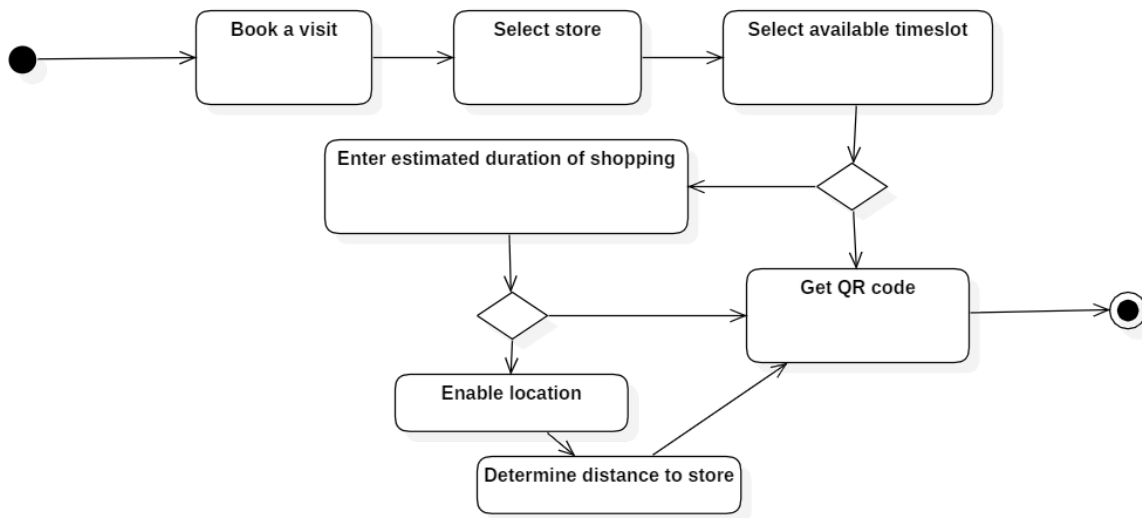 Book a visit
Select store
Select available timeslot
Enter estimated duration of shopping
Get QR code
Enable location
Determine distance to store